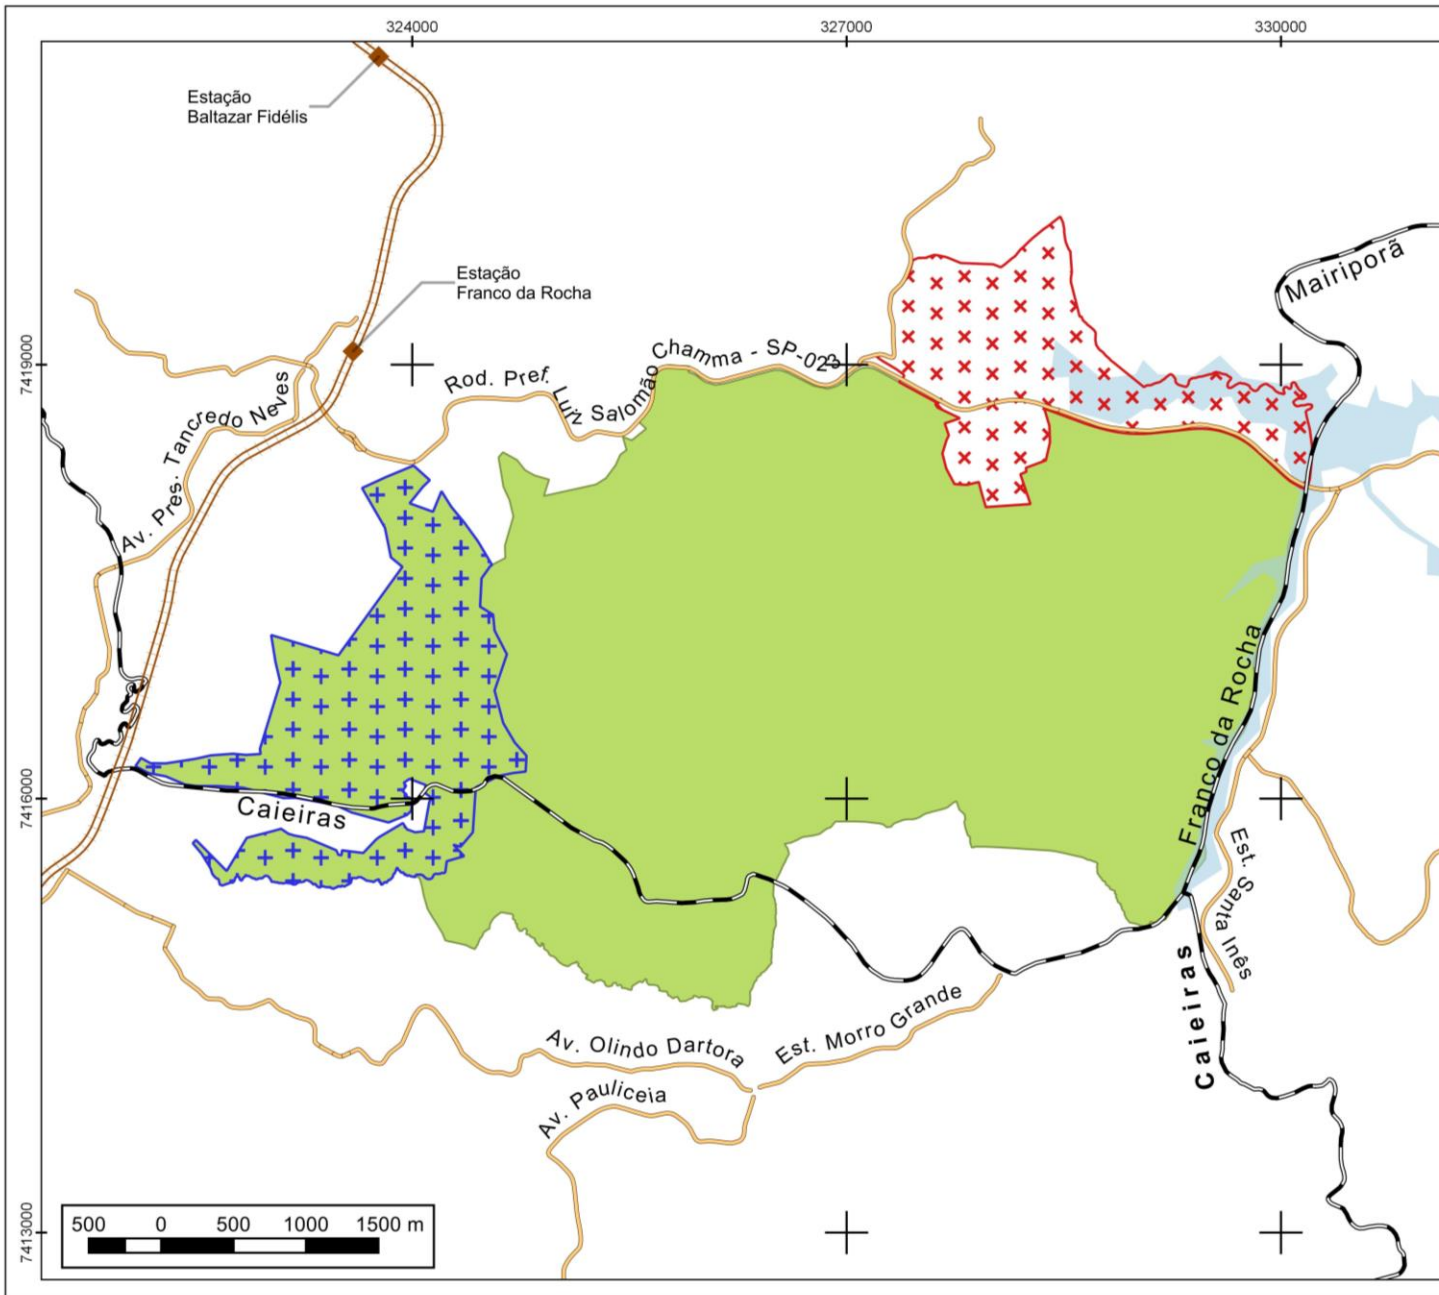 324000
327000
330000
Estação
Baltazar Fidélis
Estação
Franco da Rocha
Mairiporã
7419000
Rod. Pref. Luiz Salomão Chamma - SP-023
Av. Pres. Tancredo Neves
Franco da Rocha
7416000
Caieiras
Est. Santa Inês
Caieiras
Est. Morro Grande
Av. Olindo Dartora
Av. Pauliceia
7413000
500 0 500 1000 1500 m